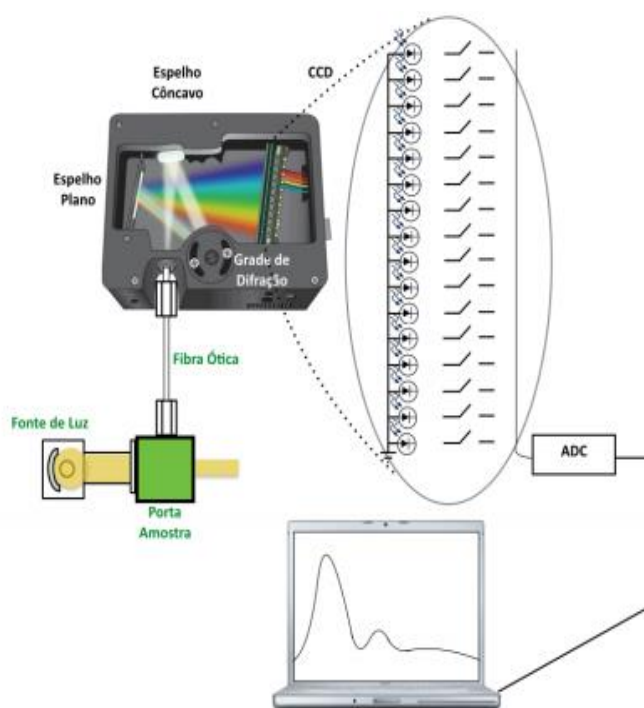 Espelho
Côncavo
CCD
Espelho
Plano
Grade de
Difração
Fibra Ótica
Fonte de Luz
Porta
Amostra
ADC